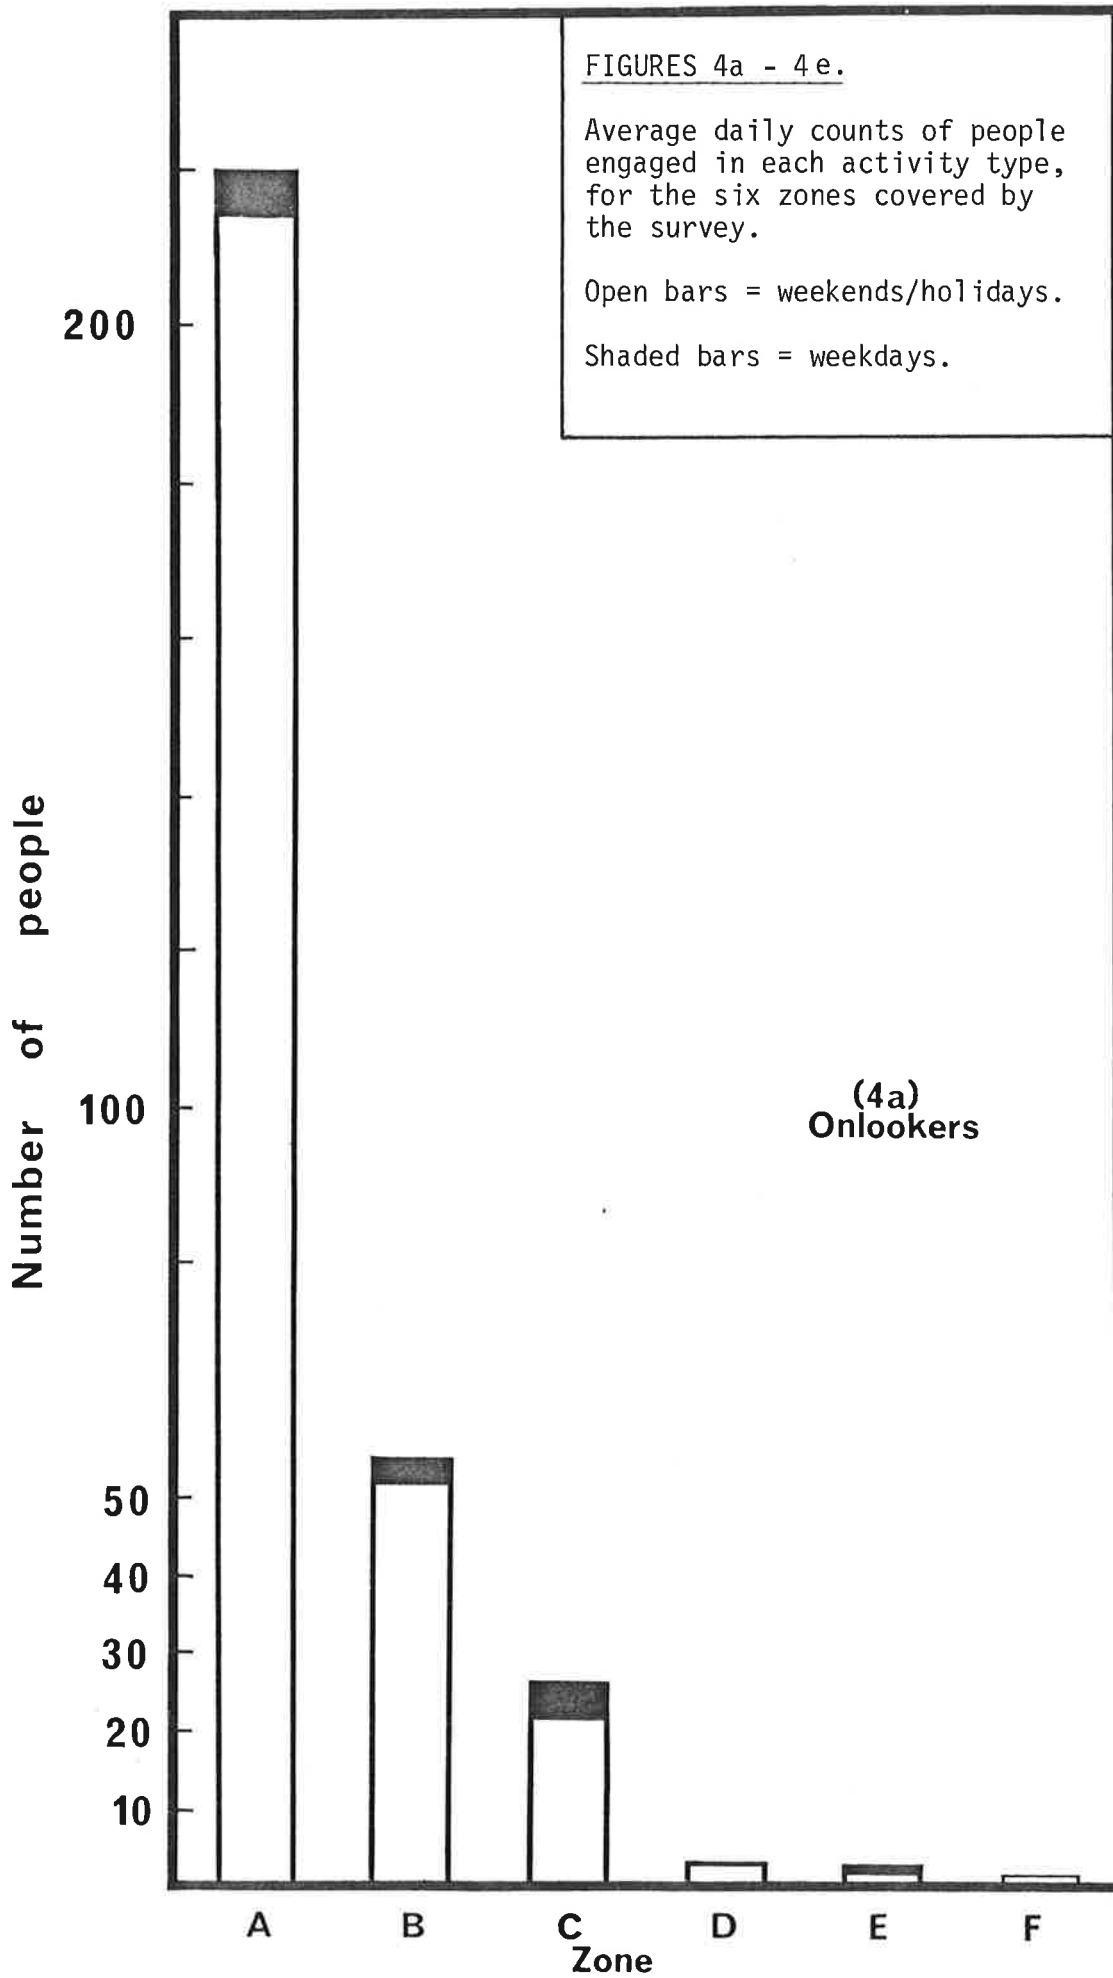 FIGURES 4a - 4e.
Average daily counts of people
engaged in each activity type,
for the six zones covered by
the survey.
Open bars = weekends/holidays.
Shaded bars = weekdays.
Number of people
200
100
50
40
30
20
10
(4a)
Onlookers
A B C D E F
Zone